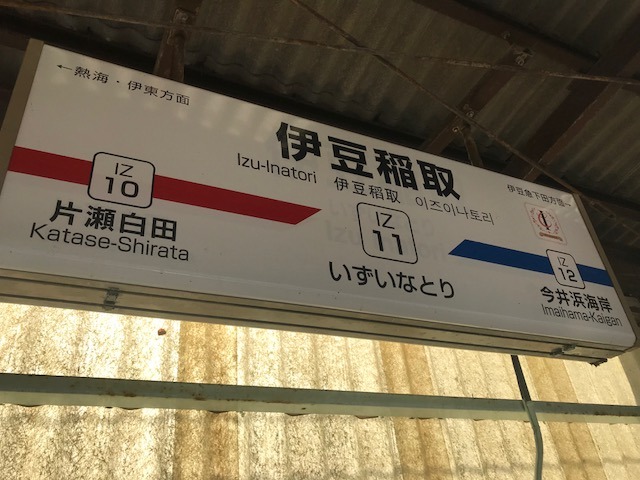 ←熱海・伊東方面
伊豆稲取
Izu-Inatori
伊豆稲取
이즈이나토리
伊豆急下田方面
IZ
10
IZ
11
IZ
12
片瀬白田
Katase-Shirata
いずいなとり
今井浜海岸
Imaihama-Kaigan